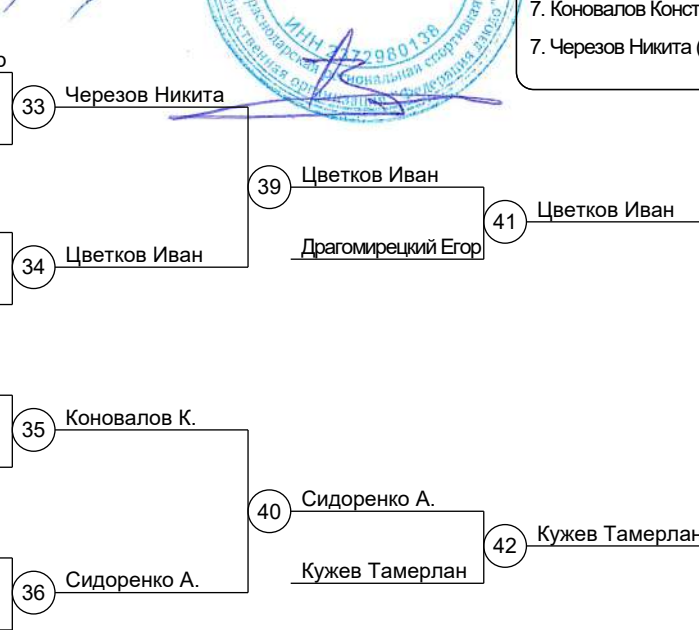 7. Коновалов Конст
7. Черезов Никита (
ИНН 2372980138
33
Черезов Никита
39
Цветков Иван
41
Цветков Иван
Драгомирецкий Егор
34
Цветков Иван
35
Коновалов К.
40
Сидоренко А.
42
Кужев Тамерлан
Кужев Тамерлан
36
Сидоренко А.